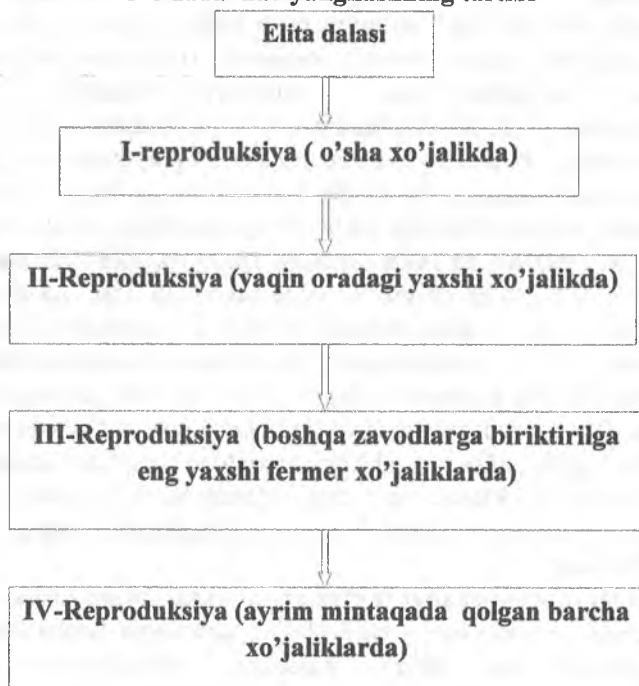 tartibi
Elita dalasi
I-reproduksiya ( o'sha xo'jalikda)
II-Reproduksiya (yaqin oradagi yaxshi xo'jalikda)
III-Reproduksiya (boshqa zavodlarga biriktirilga
eng yaxshi fermer xo'jaliklarda)
IV-Reproduksiya (ayrim mintaqada qolgan barcha
xo'jaliklarda)